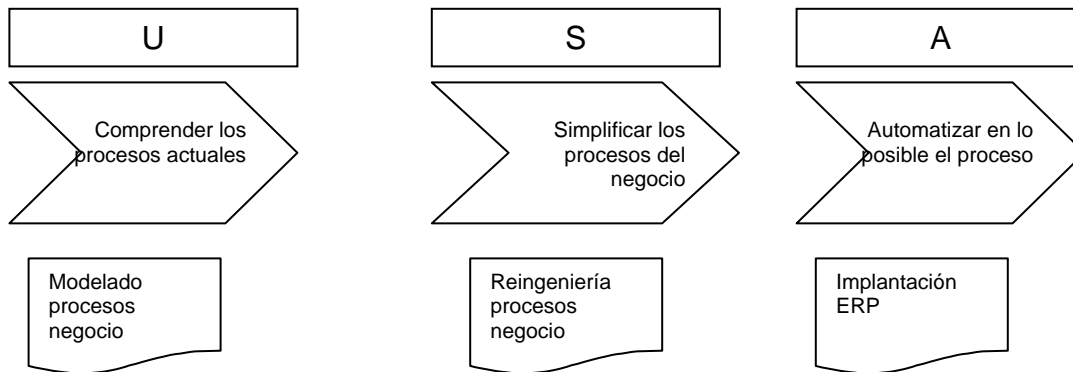 U
S
A
Comprender los
procesos actuales
Simplificar los
procesos del
negocio
Automatizar en lo
posible el proceso
Modelado
procesos
negocio
Reingeniería
procesos
negocio
Implantación
ERP